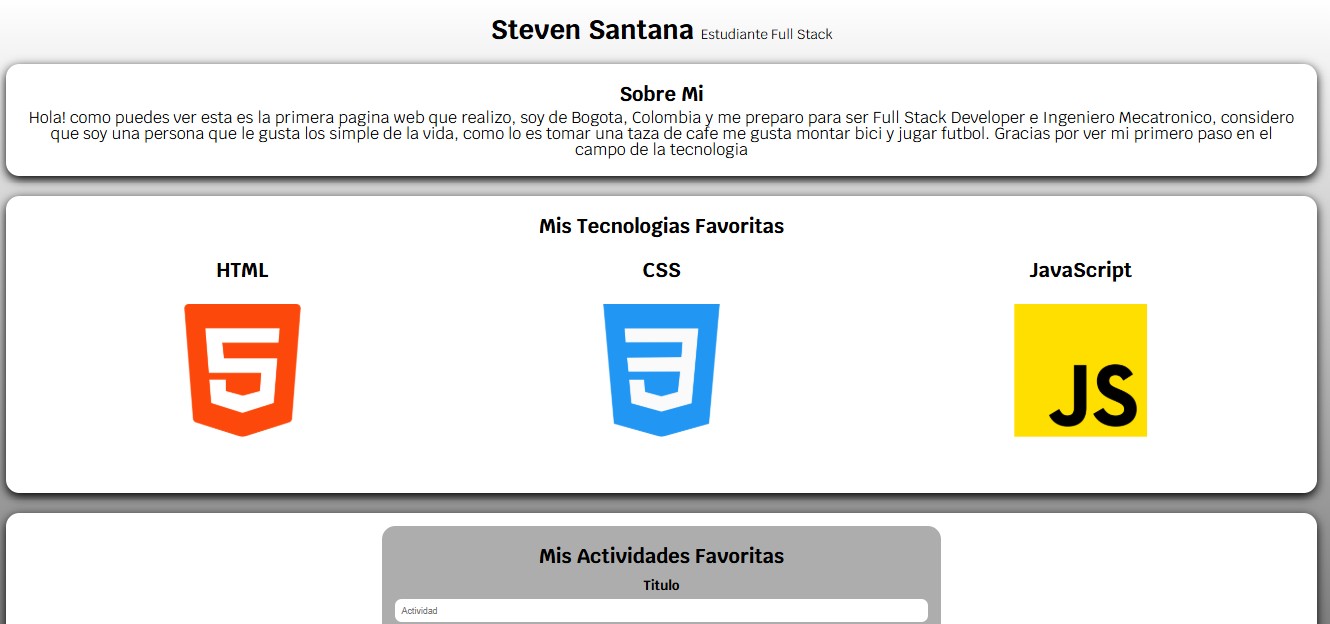 Steven Santana Estudiante Full Stack
Sobre Mi
Hola! como puedes ver esta es la primera pagina web que realizo, soy de Bogota, Colombia y me preparo para ser Full Stack Developer e Ingeniero Mecatronico, considero
que soy una persona que le gusta los simple de la vida, como lo es tomar una taza de cafe me gusta montar bici y jugar futbol. Gracias por ver mi primero paso en el
campo de la tecnologia
Mis Tecnologias Favoritas
HTML CSS JavaScript
5 3 JS
Mis Actividades Favoritas
Titulo
Actividad